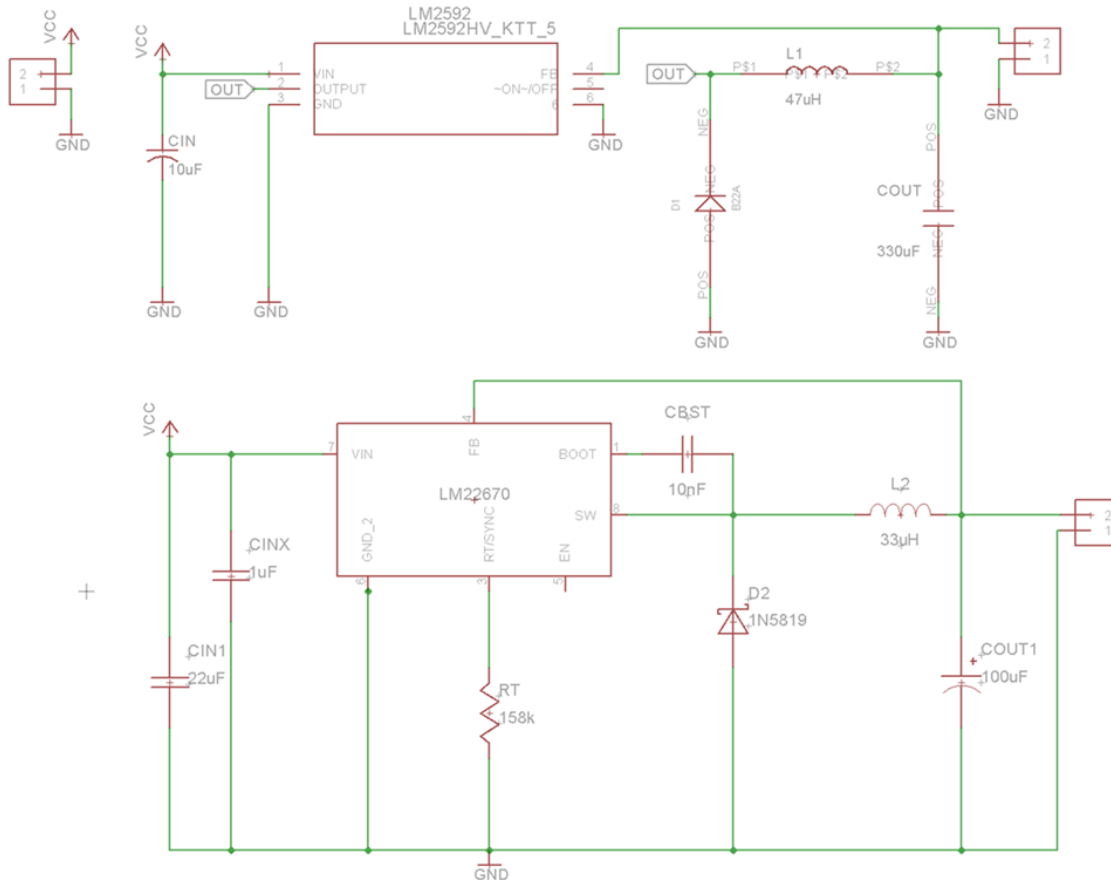 LM2592
LM2592HV_KTT_5
VCC
2
1
GND
VCC
CIN
10uF
GND
OUT
1
2
3
VIN
OUTPUT
GND
FB
~ON~/OFF
6
4
5
6
GND
GND
OUT
P$1
P$1
L1
P$2
P$2
47uH
NEG
NEG
D1
B22A
POS
POS
GND
2
1
GND
POS
POS
COUT
330uF
NEG
NEG
GND
VCC
7
VIN
4
FB
BOOT
1
LM22670
SW
8
GND_2
RT/SYNC
EN
6
3
5
CBST
10nF
L2
33µH
2
1
CINX
1uF
CIN1
22uF
RT
158k
D2
1N5819
COUT1
100uF
GND